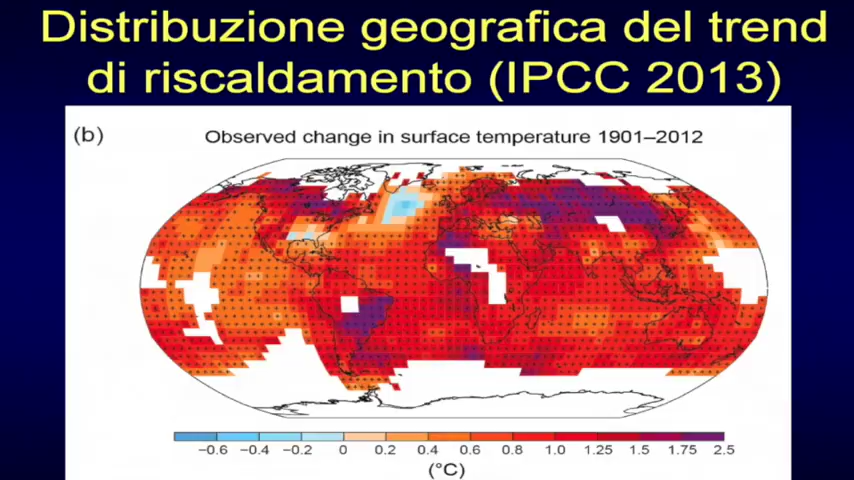 Distribuzione geografica del trend
di riscaldamento (IPCC 2013)
(b)
Observed change in surface temperature 1901–2012
−0.6 −0.4 −0.2 0 0.2 0.4 0.6 0.8 1.0 1.25 1.5 1.75 2.5
(°C)